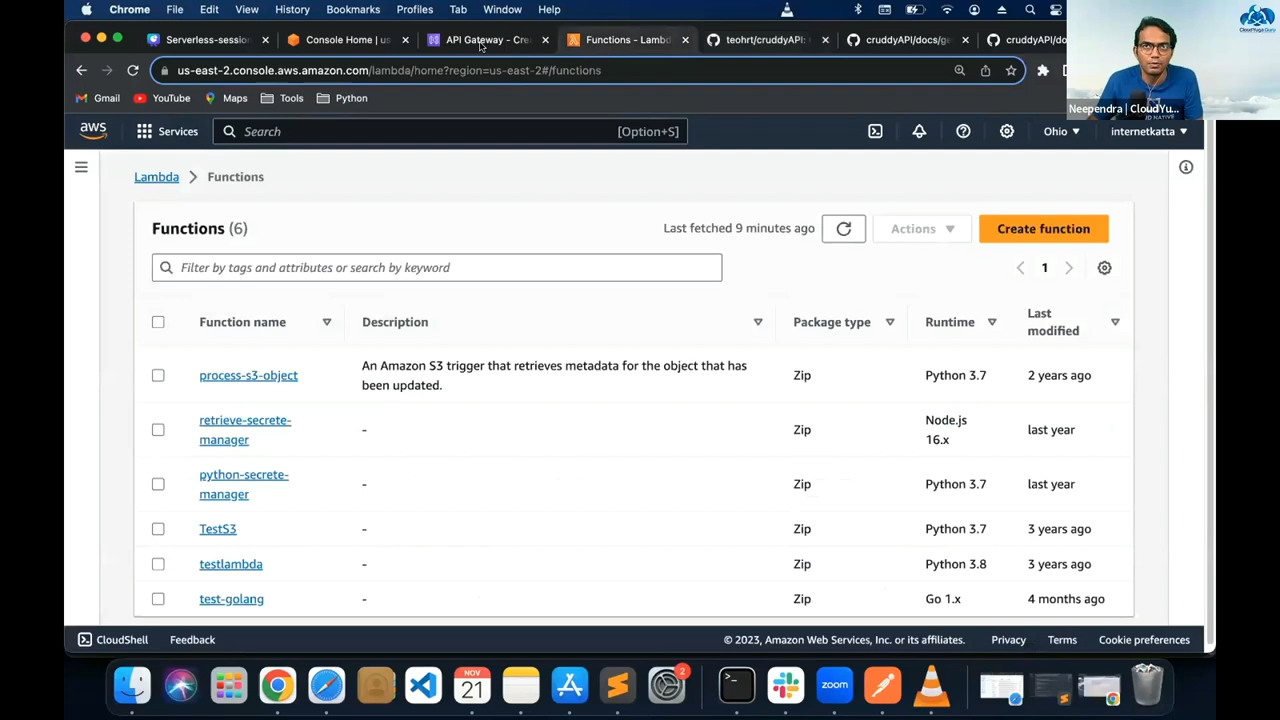 Chrome File Edit View History Bookmarks Profiles Tab Window Help
Serverless-sessio
Console Home | us
API Gateway - Cre
Functions - Lambd
teohrt/cruddyAPI:
cruddyAPI/docs/ge
cruddyAPI/do
us-east-2.console.aws.amazon.com/lambda/home?region=us-east-2#/functions
Gmail YouTube Maps Tools Python
Neependra | CloudYu...
CloudYuga Guru
aws Services Search [Option+S] Ohio internetkatta
Lambda > Functions
Functions (6) Last fetched 9 minutes ago Actions Create function
Filter by tags and attributes or search by keyword 1
Function name Description Package type Runtime Last
modified
process-s3-object An Amazon S3 trigger that retrieves metadata for the object that has
been updated. Zip Python 3.7 2 years ago
retrieve-secrete-
manager - Zip Node.js
16.x last year
python-secrete-
manager - Zip Python 3.7 last year
TestS3 - Zip Python 3.7 3 years ago
testlambda - Zip Python 3.8 3 years ago
test-golang - Zip Go 1.x 4 months ago
CloudShell Feedback © 2023, Amazon Web Services, Inc. or its affiliates. Privacy Terms Cookie preferences
NOV
21
zoom
2